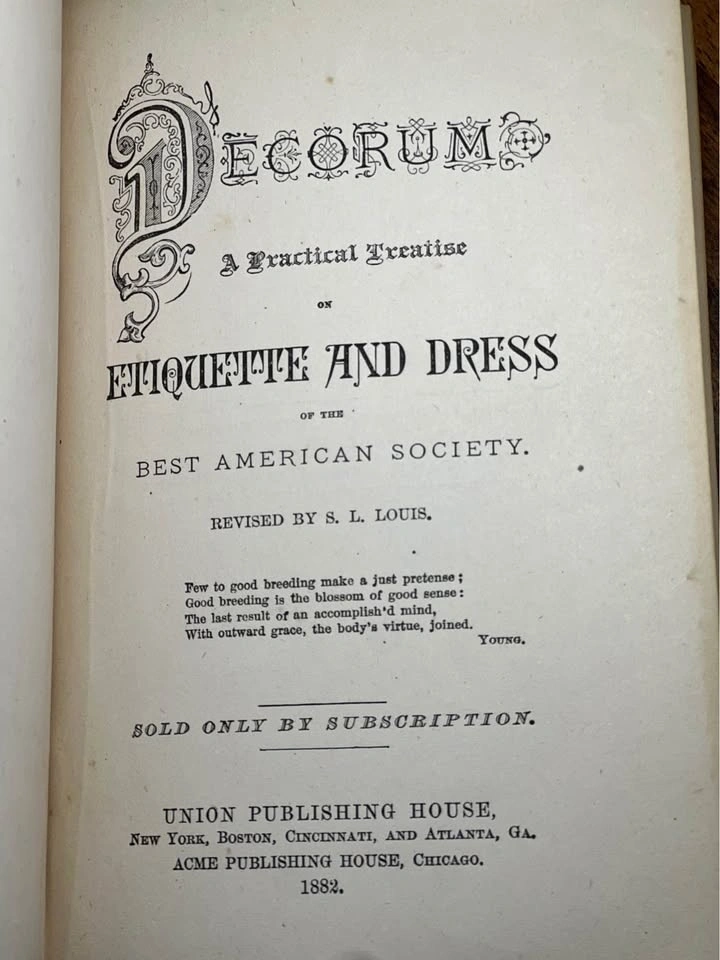 DECORUM
A Practical Treatise
ON
ETIQUETTE AND DRESS
OF THE
BEST AMERICAN SOCIETY.
REVISED BY S. L. LOUIS.
Few to good breeding make a just pretense;
Good breeding is the blossom of good sense:
The last result of an accomplish'd mind,
With outward grace, the body's virtue, joined.
YOUNG.
SOLD ONLY BY SUBSCRIPTION.
UNION PUBLISHING HOUSE,
NEW YORK, BOSTON, CINCINNATI, AND ATLANTA, GA.
ACME PUBLISHING HOUSE, CHICAGO.
1882.